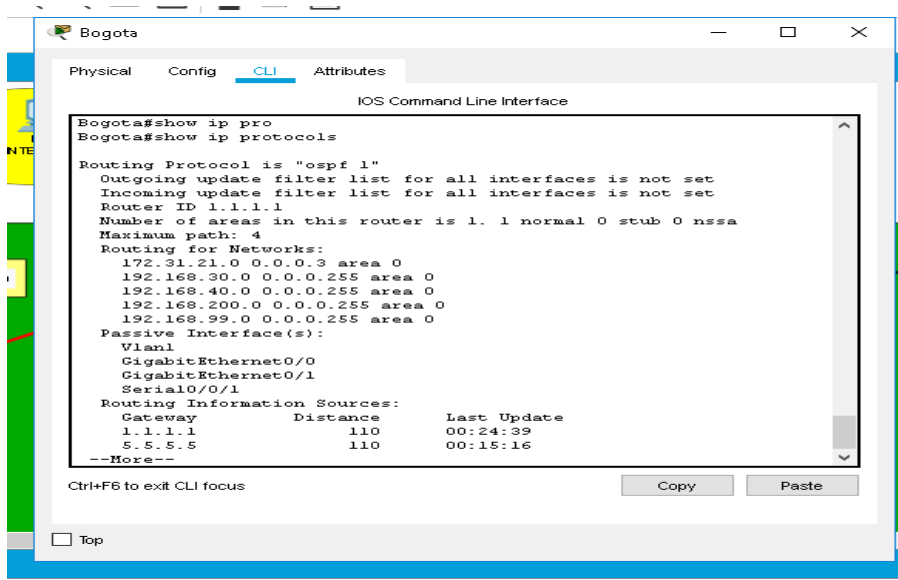 Bogota
Physical Config CLI Attributes
IOS Command Line Interface
Bogota#show ip pro
Bogota#show ip protocols
Routing Protocol is "ospf 1"
Outgoing update filter list for all interfaces is not set
Incoming update filter list for all interfaces is not set
Router ID 1.1.1.1
Number of areas in this router is 1. 1 normal 0 stub 0 nssa
Maximum path: 4
Routing for Networks:
172.31.21.0 0.0.0.3 area 0
192.168.30.0 0.0.0.255 area 0
192.168.40.0 0.0.0.255 area 0
192.168.200.0 0.0.0.255 area 0
192.168.99.0 0.0.0.255 area 0
Passive Interface(s):
Vlan1
GigabitEthernet0/0
GigabitEthernet0/1
Serial0/0/1
Routing Information Sources:
Gateway Distance Last Update
1.1.1.1 110 00:24:39
5.5.5.5 110 00:15:16
--More--
Ctrl+F6 to exit CLI focus
Copy Paste
Top